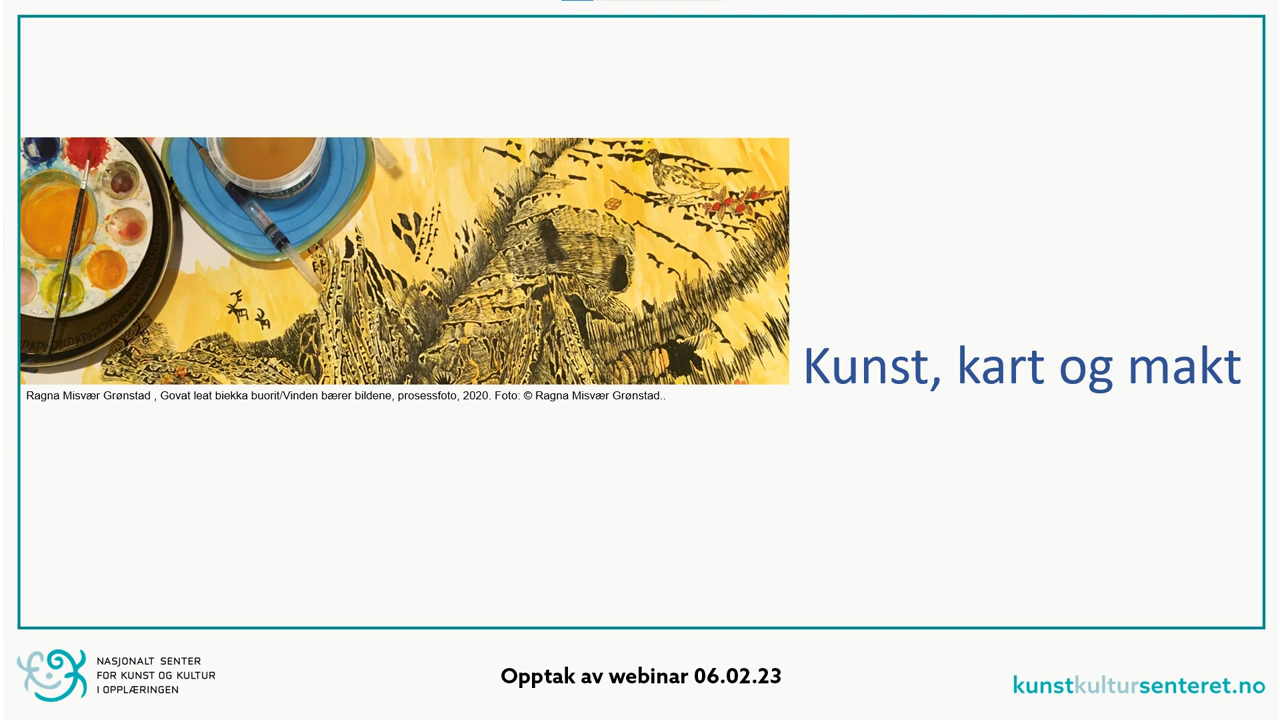 Kunst, kart og makt
Ragna Misvær Grønstad , Govat leat biekka buorit/Vinden bærer bildene, prosessfoto, 2020. Foto: © Ragna Misvær Grønstad..
NASJONALT SENTER
FOR KUNST OG KULTUR
I OPPLÆRINGEN
Opptak av webinar 06.02.23
kunstkultursenteret.no